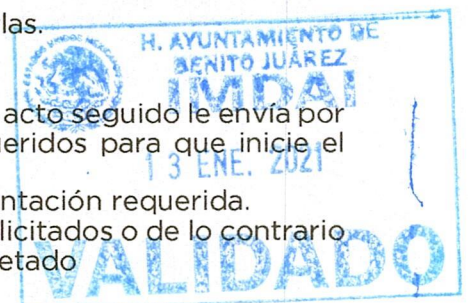 las.
H. AYUNTAMIENTO DE
BENITO JUÁREZ
IMDAI
acto seguido le envía por
ueridos para que inicie el
13 ENE. 2021
ntación requerida.
licitados o de lo contrario
etado
VALIDADO